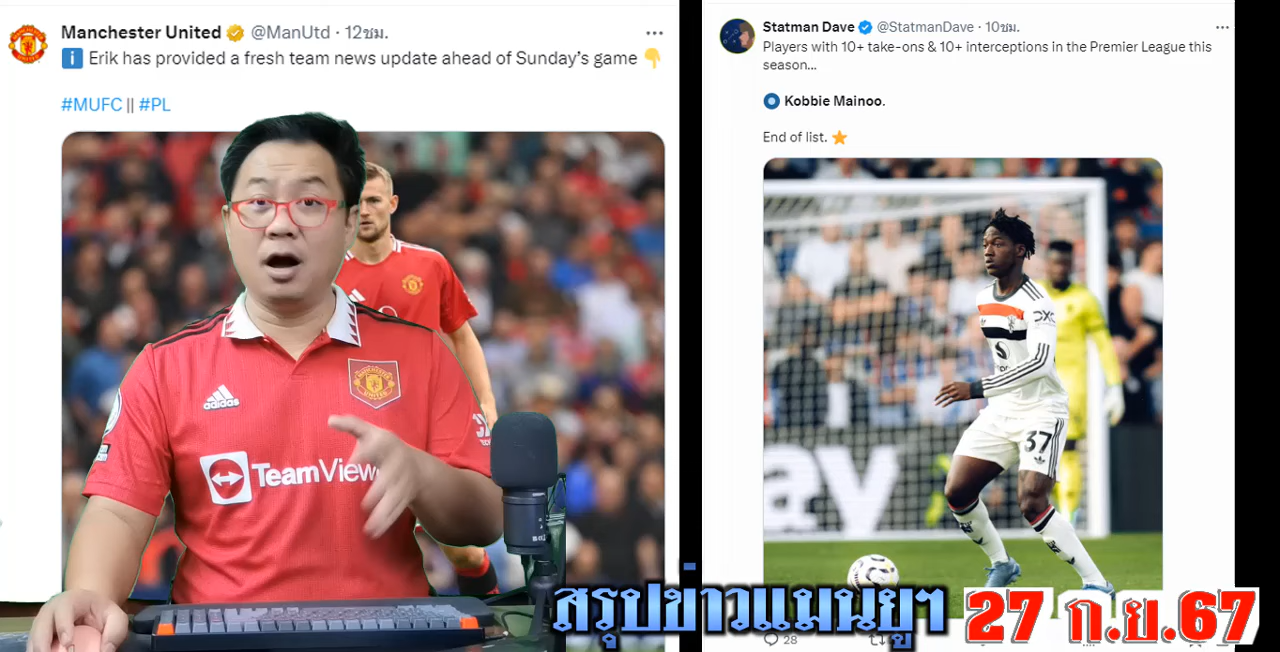 Manchester United @ManUtd · 12ชม.
Erik has provided a fresh team news update ahead of Sunday's game
#MUFC || #PL
adidas
TeamView
Statman Dave @StatmanDave · 10ชม.
Players with 10+ take-ons & 10+ interceptions in the Premier League this
season...
Kobbie Mainoo.
End of list.
DXC
37
ay
28
สรุปข่าวแมนยูๆ 27 ก.ย.67